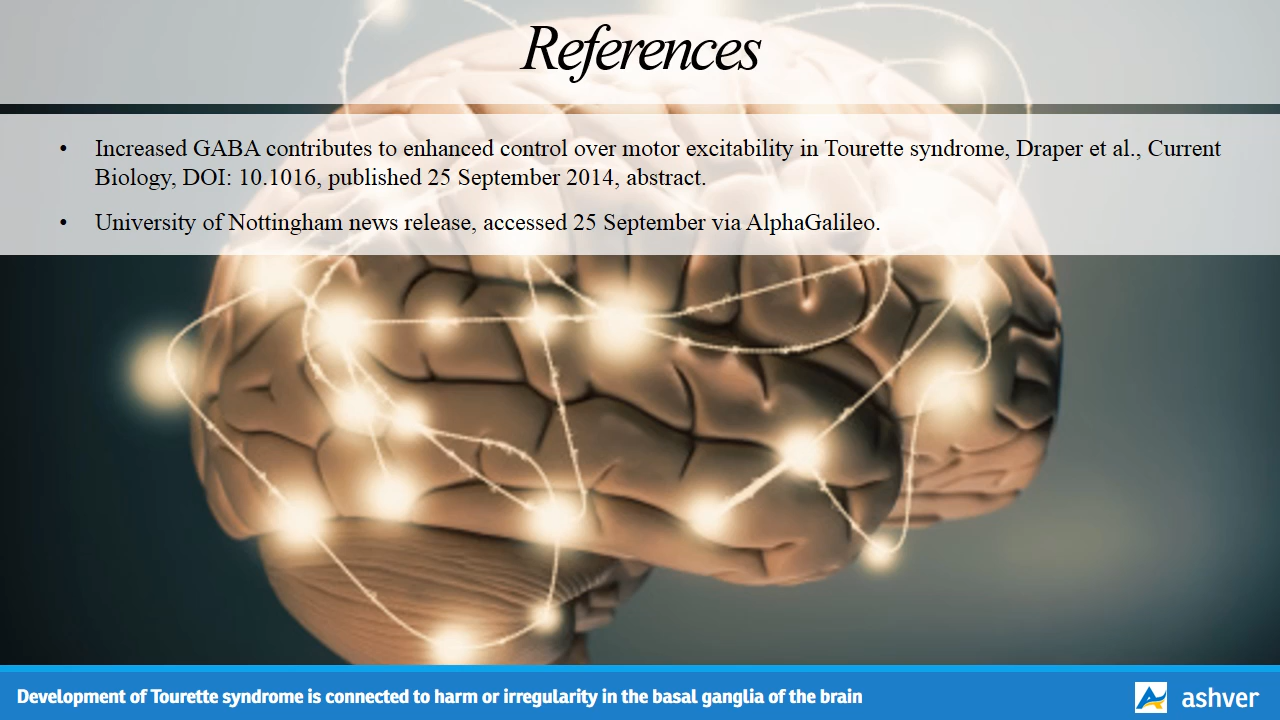 References
• Increased GABA contributes to enhanced control over motor excitability in Tourette syndrome, Draper et al., Current
Biology, DOI: 10.1016, published 25 September 2014, abstract.
• University of Nottingham news release, accessed 25 September via AlphaGalileo.
Development of Tourette syndrome is connected to harm or irregularity in the basal ganglia of the brain
ashver